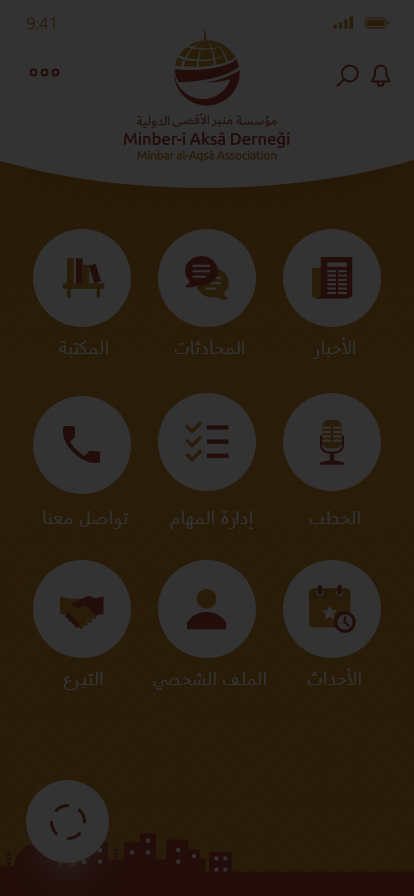 9:41
مؤسسة منبر الأقصى الدولية
Minber-i Aksâ Derneği
Minbar al-Aqsâ Association
الأخبار
المحادثات
المكتبة
الخطب
إدارة المهام
تواصل معنا
الأحداث
الملف الشخصي
التبرع